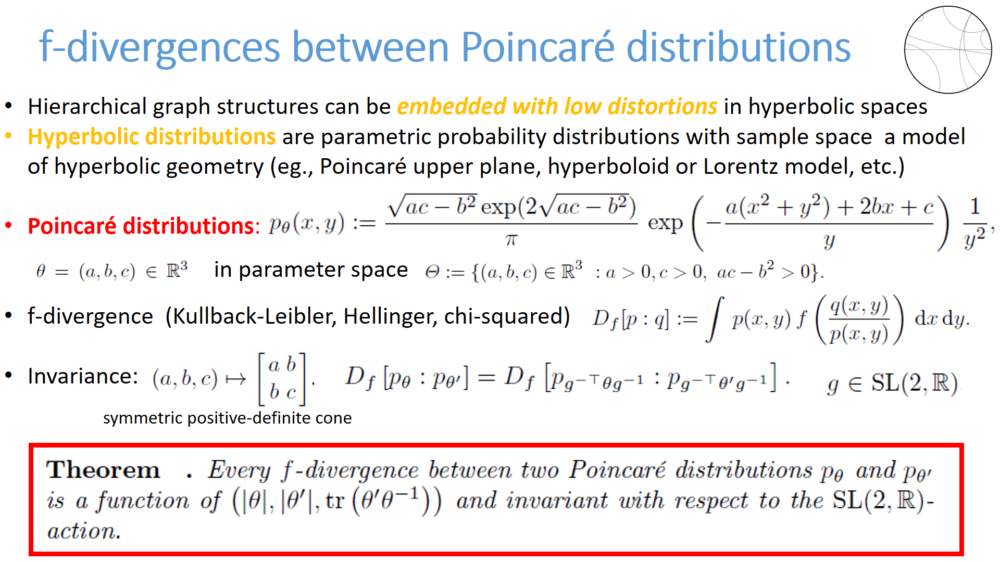 f-divergences between Poincaré distributions
• Hierarchical graph structures can be embedded with low distortions in hyperbolic spaces
• Hyperbolic distributions are parametric probability distributions with sample space a model
of hyperbolic geometry (eg., Poincaré upper plane, hyperboloid or Lorentz model, etc.)
• Poincaré distributions: $p_\theta(x, y) := \frac{\sqrt{ac - b^2} \exp(2\sqrt{ac - b^2})}{\pi} \exp\left(-\frac{a(x^2 + y^2) + 2bx + c}{y}\right) \frac{1}{y^2},$
$\theta = (a, b, c) \in \mathbb{R}^3$ in parameter space $\Theta := \{(a, b, c) \in \mathbb{R}^3 : a > 0, c > 0, \ ac - b^2 > 0\}.$
• f-divergence (Kullback-Leibler, Hellinger, chi-squared) $D_f[p : q] := \int p(x, y) f\left(\frac{q(x, y)}{p(x, y)}\right) \mathrm{d}x \, \mathrm{d}y.$
• Invariance: $(a, b, c) \mapsto \begin{bmatrix} a & b \\ b & c \end{bmatrix}.$ $D_f[p_\theta : p_{\theta'}] = D_f\left[p_{g^{-\top}\theta g^{-1}} : p_{g^{-\top}\theta' g^{-1}}\right].$ $g \in \mathrm{SL}(2, \mathbb{R})$
symmetric positive-definite cone
Theorem . Every f-divergence between two Poincaré distributions $p_\theta$ and $p_{\theta'}$
is a function of $(|\theta|, |\theta'|, \mathrm{tr}(\theta'\theta^{-1}))$ and invariant with respect to the $\mathrm{SL}(2, \mathbb{R})$-
action.